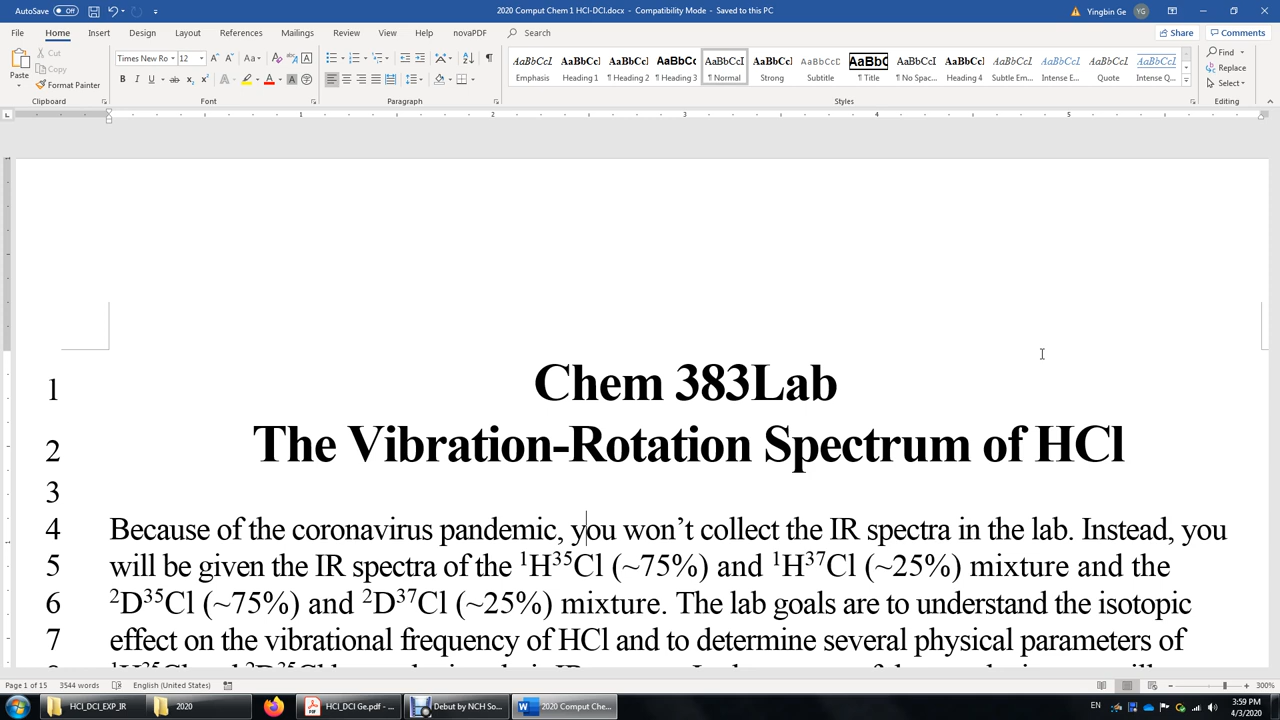 AutoSave Off 2020 Comput Chem 1 HCl-DCl.docx - Compatibility Mode - Saved to this PC Yingbin Ge YG
File Home Insert Design Layout References Mailings Review View Help novaPDF Search Share Comments
Paste Cut Copy Format Painter
Times New Ro 12
AaBbCcL Emphasis
AaBbCc Heading 1
AaBbCc ¶ Heading 2
AaBbCc ¶ Heading 3
AaBbCcI ¶ Normal
AaBbCcI Strong
AaBbCcD Subtitle
AaBbC ¶ Title
AaBbCcI ¶ No Spac...
AaBbCcI Heading 4
AaBbCcI Subtle Em...
AaBbCcI Intense E...
AaBbCcI Quote
AaBbCcI Intense Q...
Find
Replace
Select
Clipboard Font Paragraph Styles Editing
1 2 3 4 5
1 Chem 383Lab
2 The Vibration-Rotation Spectrum of HCl
3
4 Because of the coronavirus pandemic, you won’t collect the IR spectra in the lab. Instead, you
5 will be given the IR spectra of the ¹H³⁵Cl (~75%) and ¹H³⁷Cl (~25%) mixture and the
6 ²D³⁵Cl (~75%) and ²D³⁷Cl (~25%) mixture. The lab goals are to understand the isotopic
7 effect on the vibrational frequency of HCl and to determine several physical parameters of
Page 1 of 15 3544 words English (United States) 300%
HCl_DCl_EXP_IR 2020 HCl_DCl Ge.pdf - ... Debut by NCH So... 2020 Comput Che... EN 3:59 PM
4/3/2020